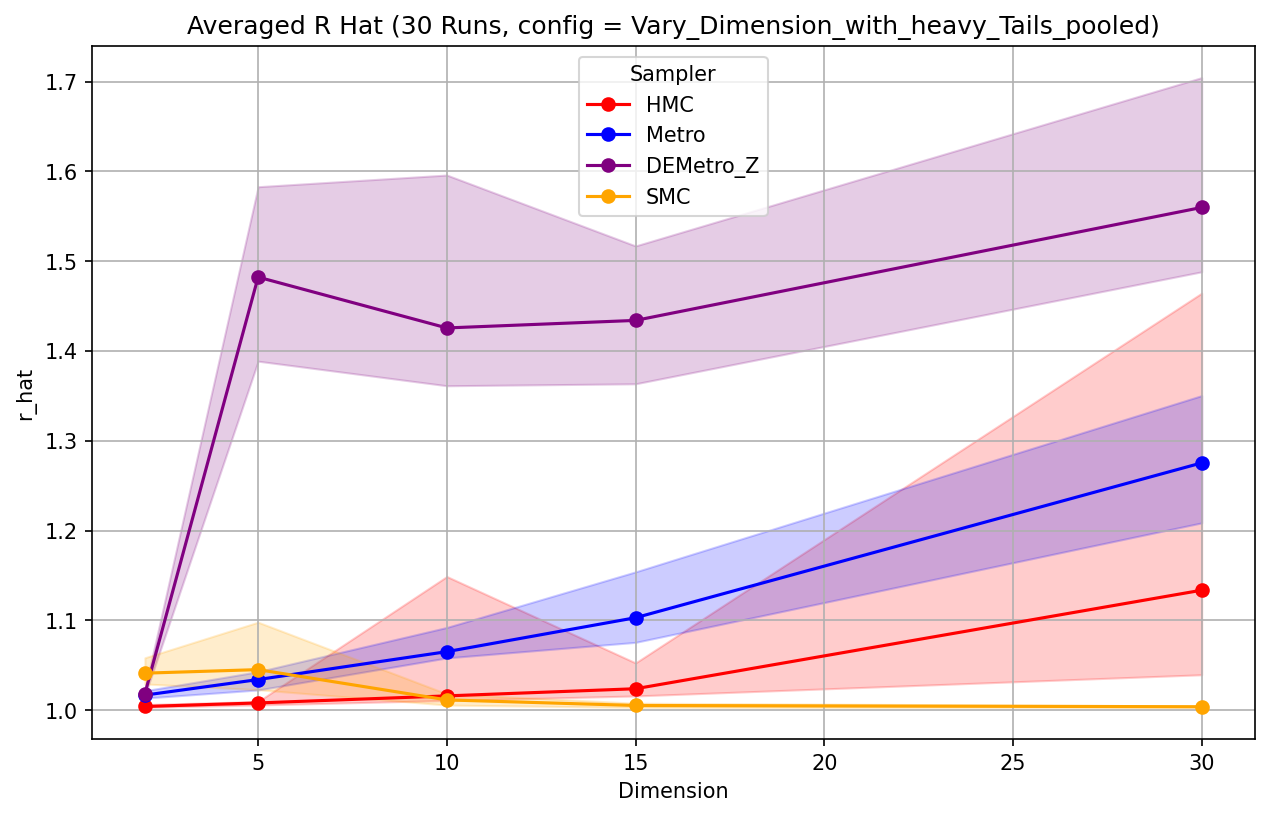 Averaged R Hat (30 Runs, config = Vary_Dimension_with_heavy_Tails_pooled)
Sampler
HMC
Metro
DEMetro_Z
SMC
r_hat
1.7
1.6
1.5
1.4
1.3
1.2
1.1
1.0
5 10 15 20 25 30
Dimension